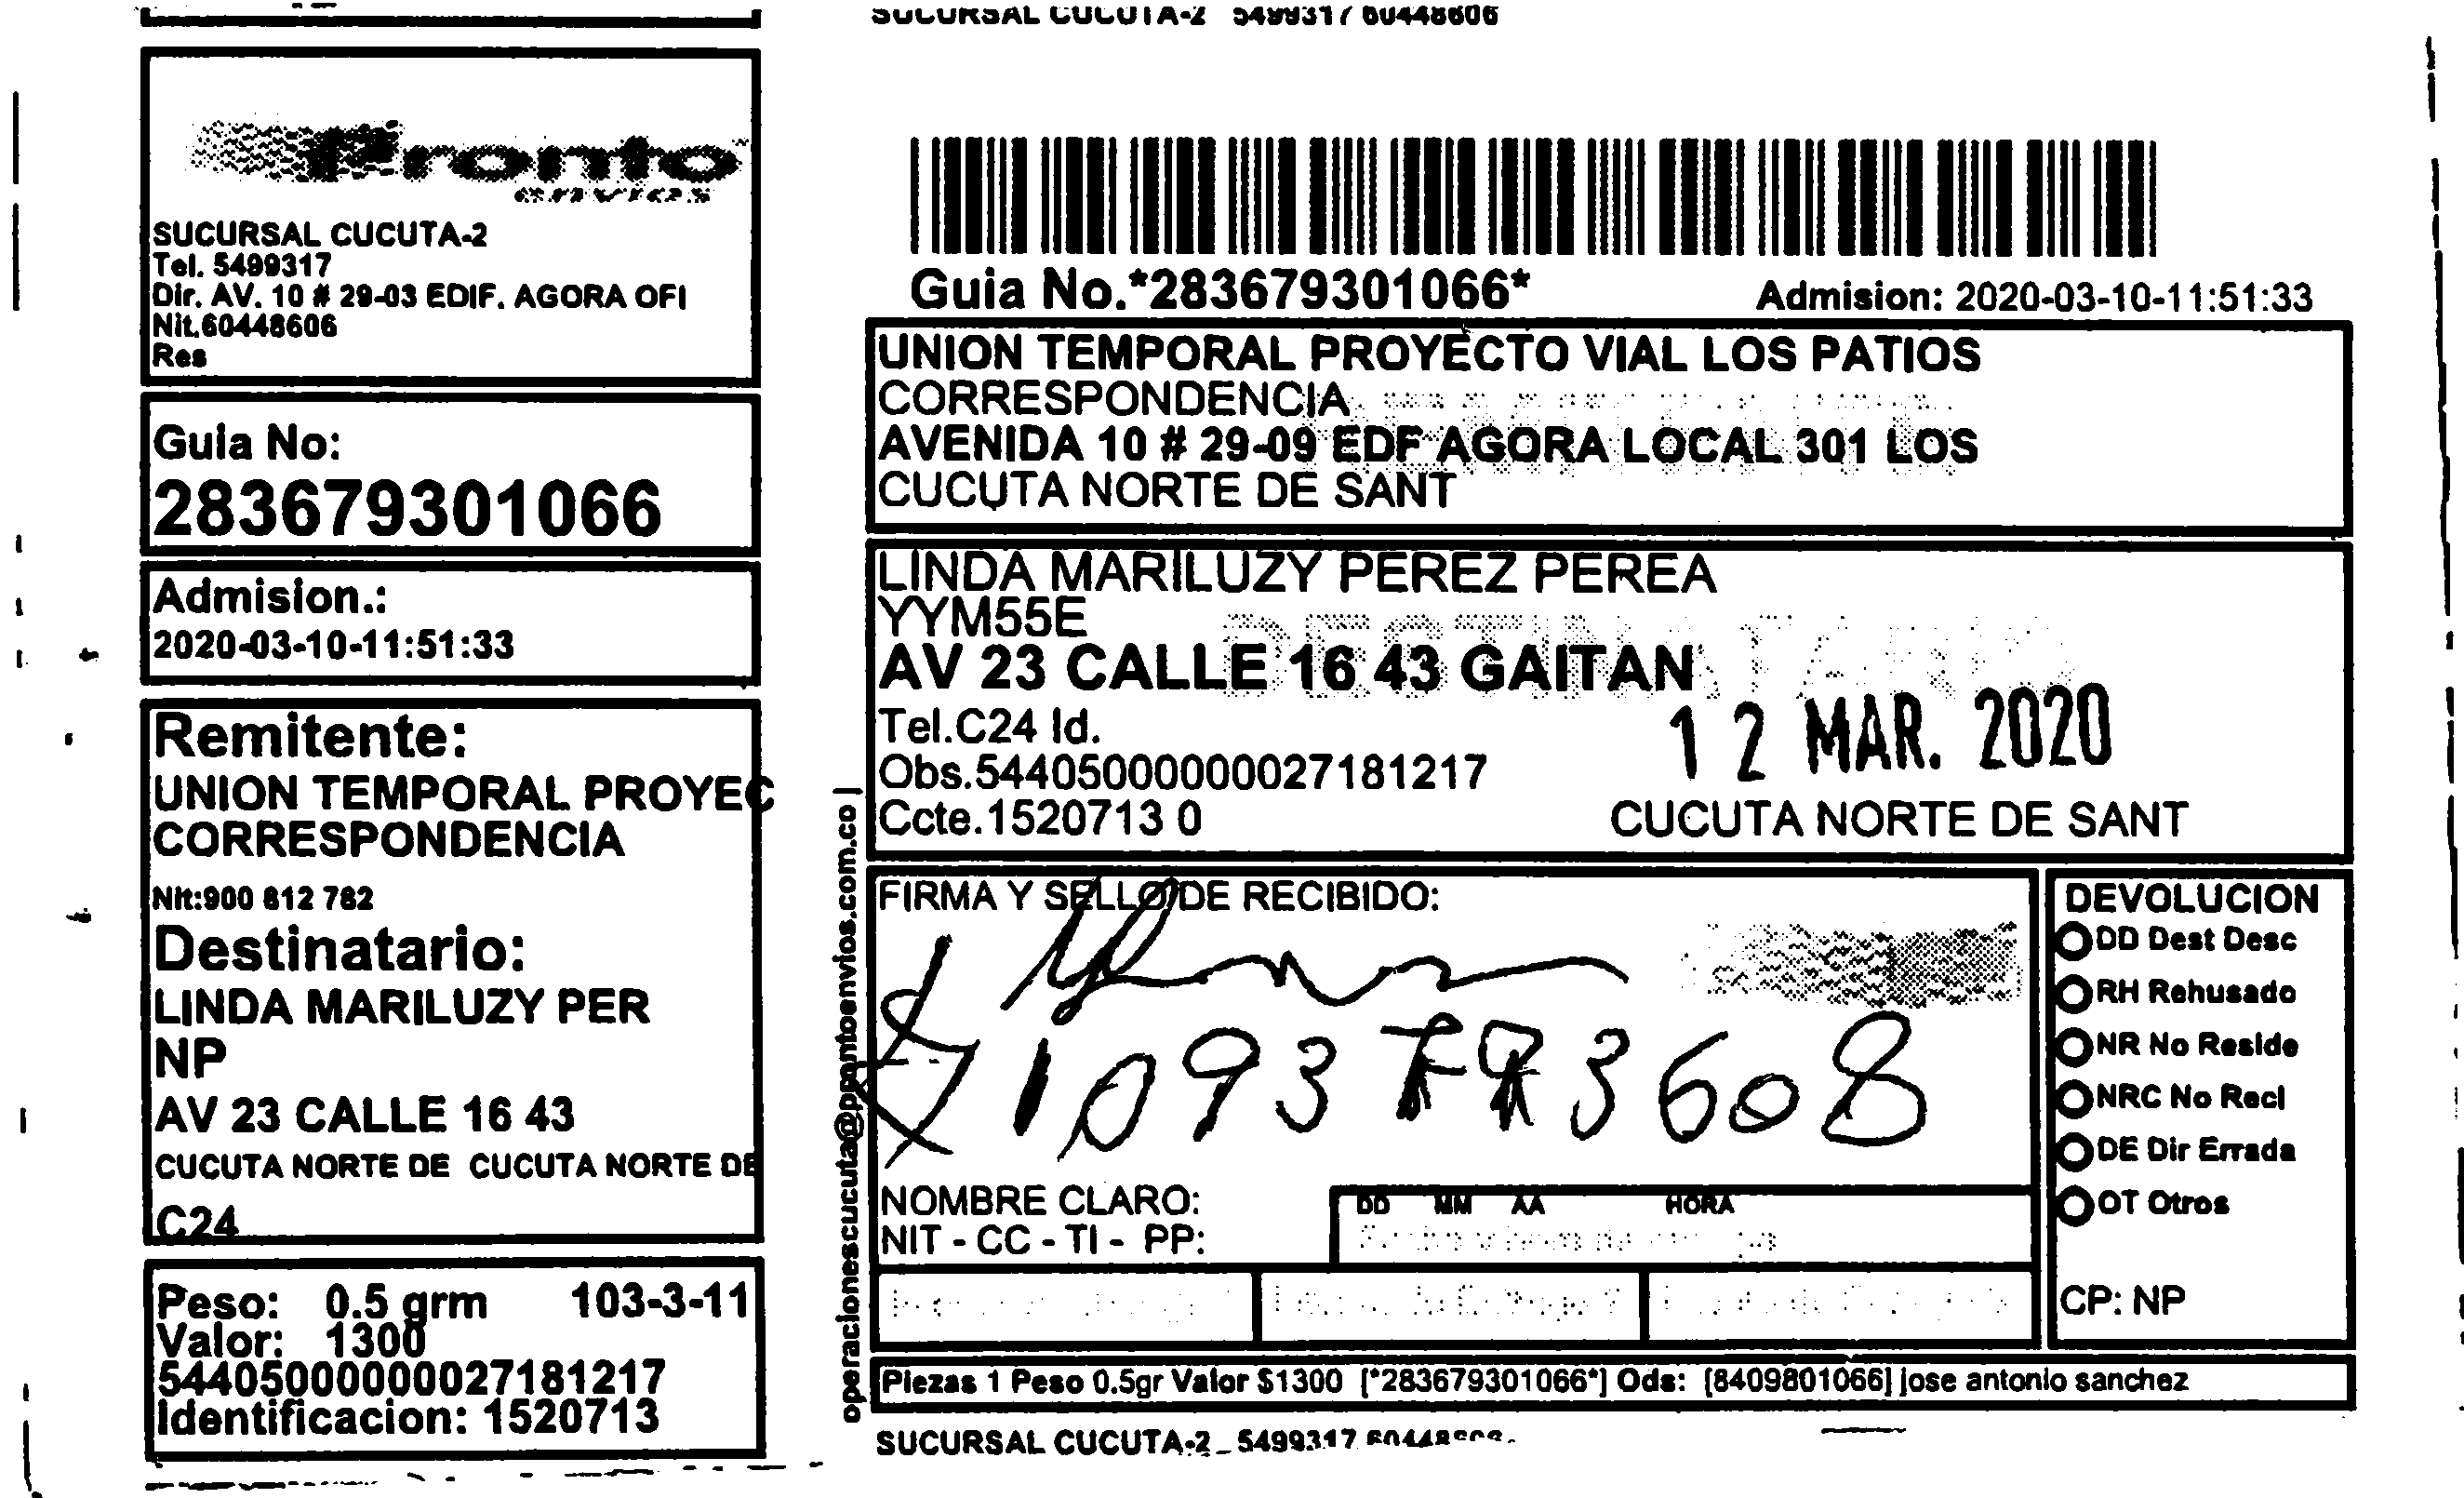 SUCURSAL CUCUTA-2 5499317 60448606
Pronto
envios
SUCURSAL CUCUTA-2
Tel. 5499317
Dir. AV. 10 # 29-03 EDIF. AGORA OFI
Nit.60448606
Res
Guia No:
283679301066
Admision.:
2020-03-10-11:51:33
Remitente:
UNION TEMPORAL PROYEC
CORRESPONDENCIA
Nit:900 812 782
Destinatario:
LINDA MARILUZY PER
NP
AV 23 CALLE 16 43
CUCUTA NORTE DE CUCUTA NORTE DE
C24
Peso: 0.5 grm 103-3-11
Valor: 1300
544050000000027181217
Identificacion: 1520713
operacionescucuta@prontoenvios.com.co |
Guia No.*283679301066*
Admision: 2020-03-10-11:51:33
UNION TEMPORAL PROYECTO VIAL LOS PATIOS
CORRESPONDENCIA
AVENIDA 10 # 29-09 EDF AGORA LOCAL 301 LOS
CUCUTA NORTE DE SANT
LINDA MARILUZY PEREZ PEREA
YYM55E
DESTINATARIO
AV 23 CALLE 16 43 GAITAN
Tel.C24 Id.
12 MAR. 2020
Obs.544050000000027181217
Ccte.1520713 0
CUCUTA NORTE DE SANT
FIRMA Y SELLO DE RECIBIDO:
NOMBRE CLARO:
NIT - CC - TI - PP:
DD MM AA HORA
DEVOLUCION
DD Dest Desc
RH Rehusado
NR No Reside
NRC No Recl
DE Dir Errada
OT Otros
CP: NP
Piezas 1 Peso 0.5gr Valor $1300 [*283679301066*] Ods: [8409801066] jose antonio sanchez
SUCURSAL CUCUTA-2 5499317